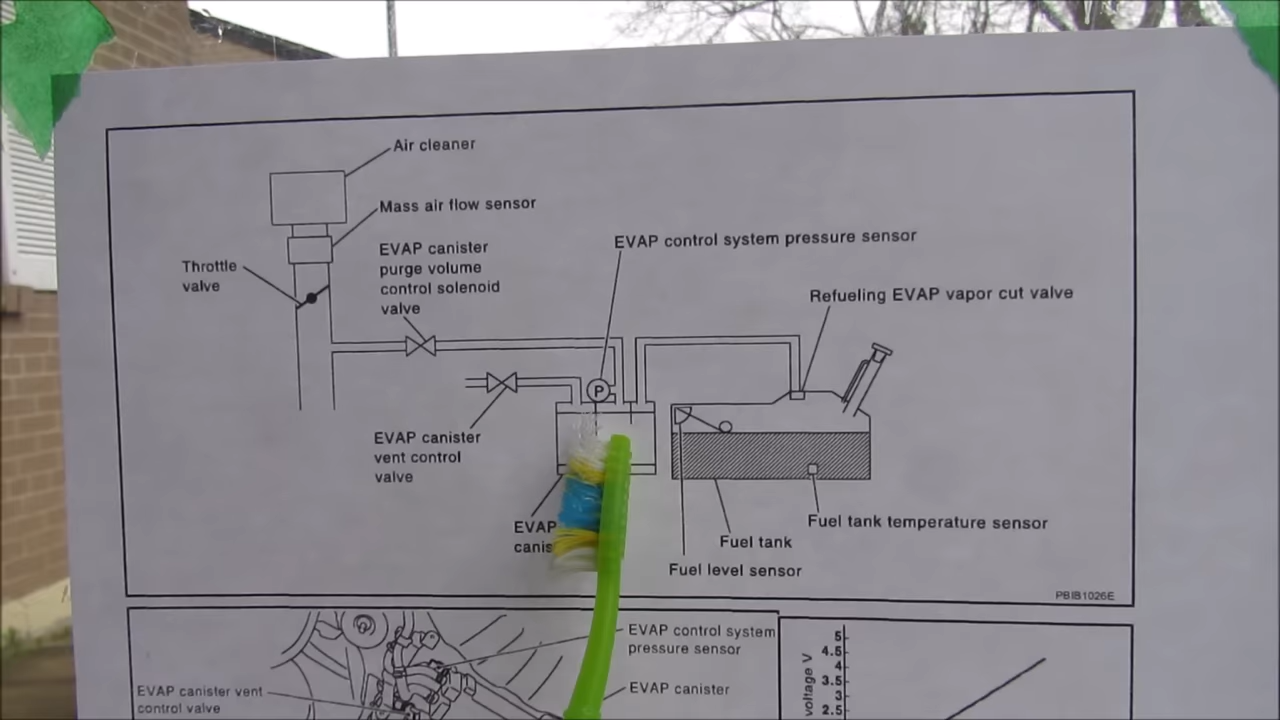 Air cleaner
Mass air flow sensor
EVAP control system pressure sensor
EVAP canister
purge volume
control solenoid
valve
Throttle
valve
Refueling EVAP vapor cut valve
P
EVAP canister
vent control
valve
EVAP
canis
Fuel tank temperature sensor
Fuel tank
Fuel level sensor
PBIB1026E
EVAP control system
pressure sensor
EVAP canister
EVAP canister vent
control valve
voltage V
5
4.5
4
3.5
3
2.5